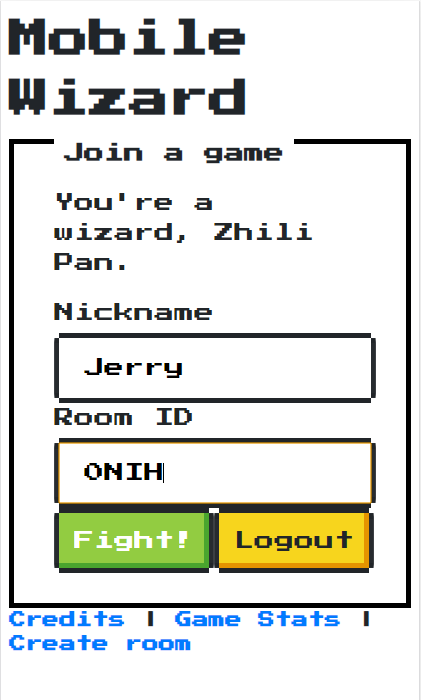 Mobile
Wizard
Join a game
You're a
wizard, Zhili
Pan.
Nickname
Jerry
Room ID
ONIH
Fight! Logout
Credits | Game Stats |
Create room